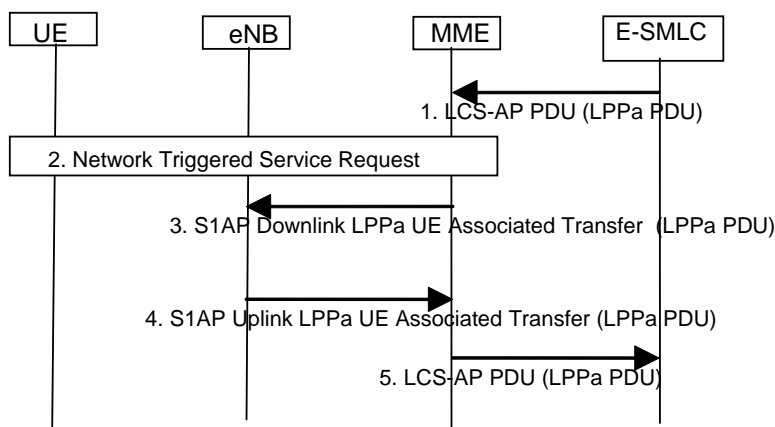 UE
eNB
MME
E-SMLC
1. LCS-AP PDU (LPPa PDU)
2. Network Triggered Service Request
3. S1AP Downlink LPPa UE Associated Transfer (LPPa PDU)
4. S1AP Uplink LPPa UE Associated Transfer (LPPa PDU)
5. LCS-AP PDU (LPPa PDU)